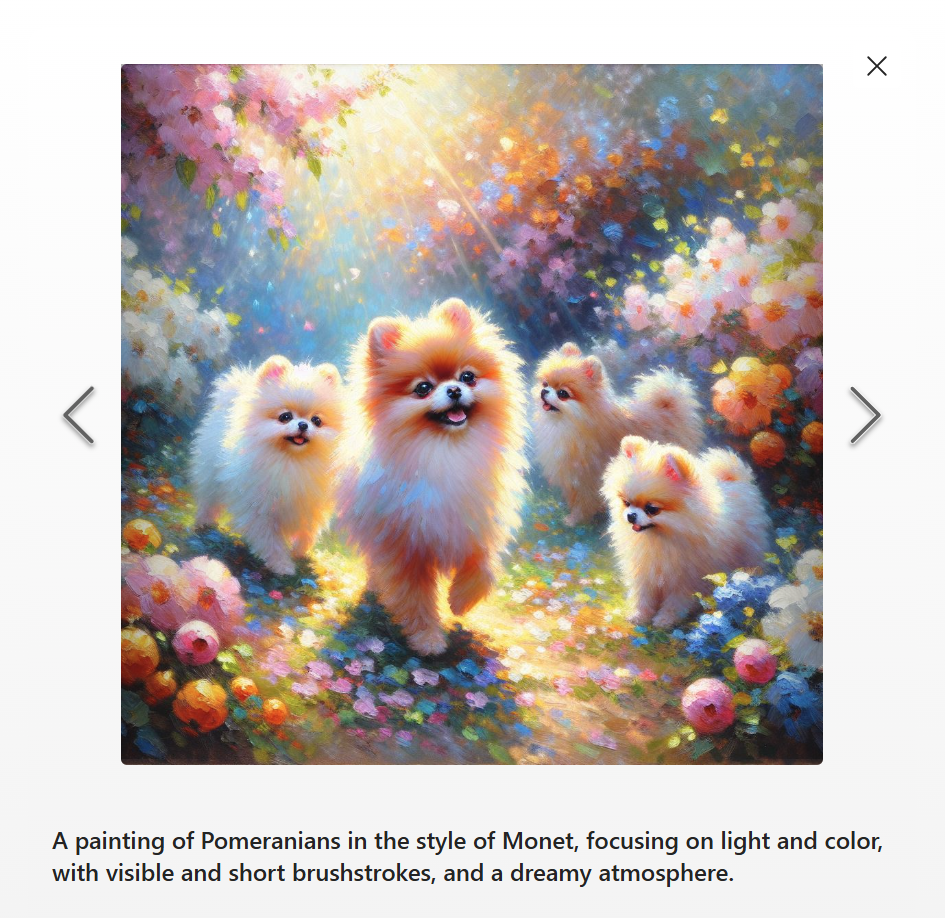 A painting of Pomeranians in the style of Monet, focusing on light and color,
with visible and short brushstrokes, and a dreamy atmosphere.